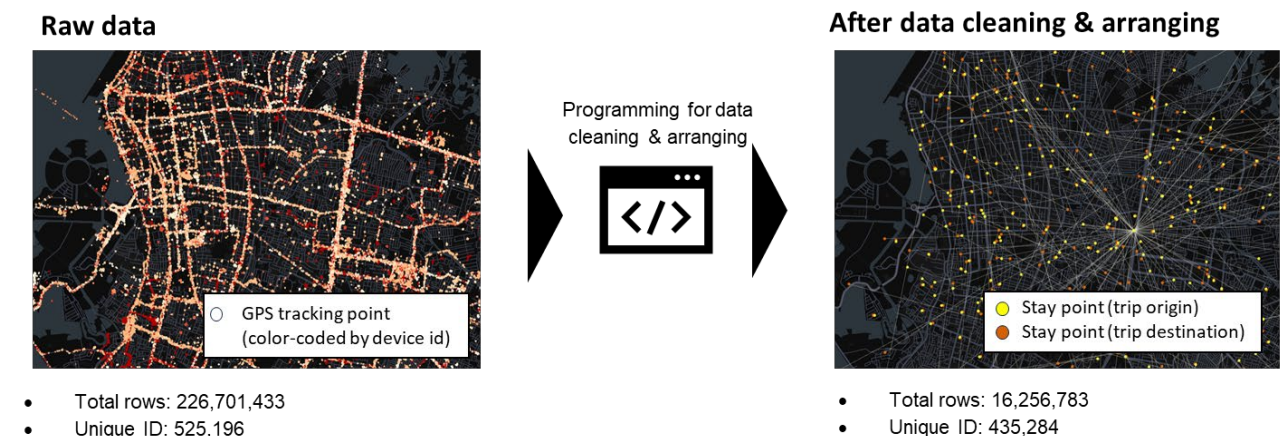 Raw data
GPS tracking point
(color-coded by device id)
• Total rows: 226,701,433
• Unique ID: 525,196
Programming for data
cleaning & arranging
</>
After data cleaning & arranging
Stay point (trip origin)
Stay point (trip destination)
• Total rows: 16,256,783
• Unique ID: 435,284